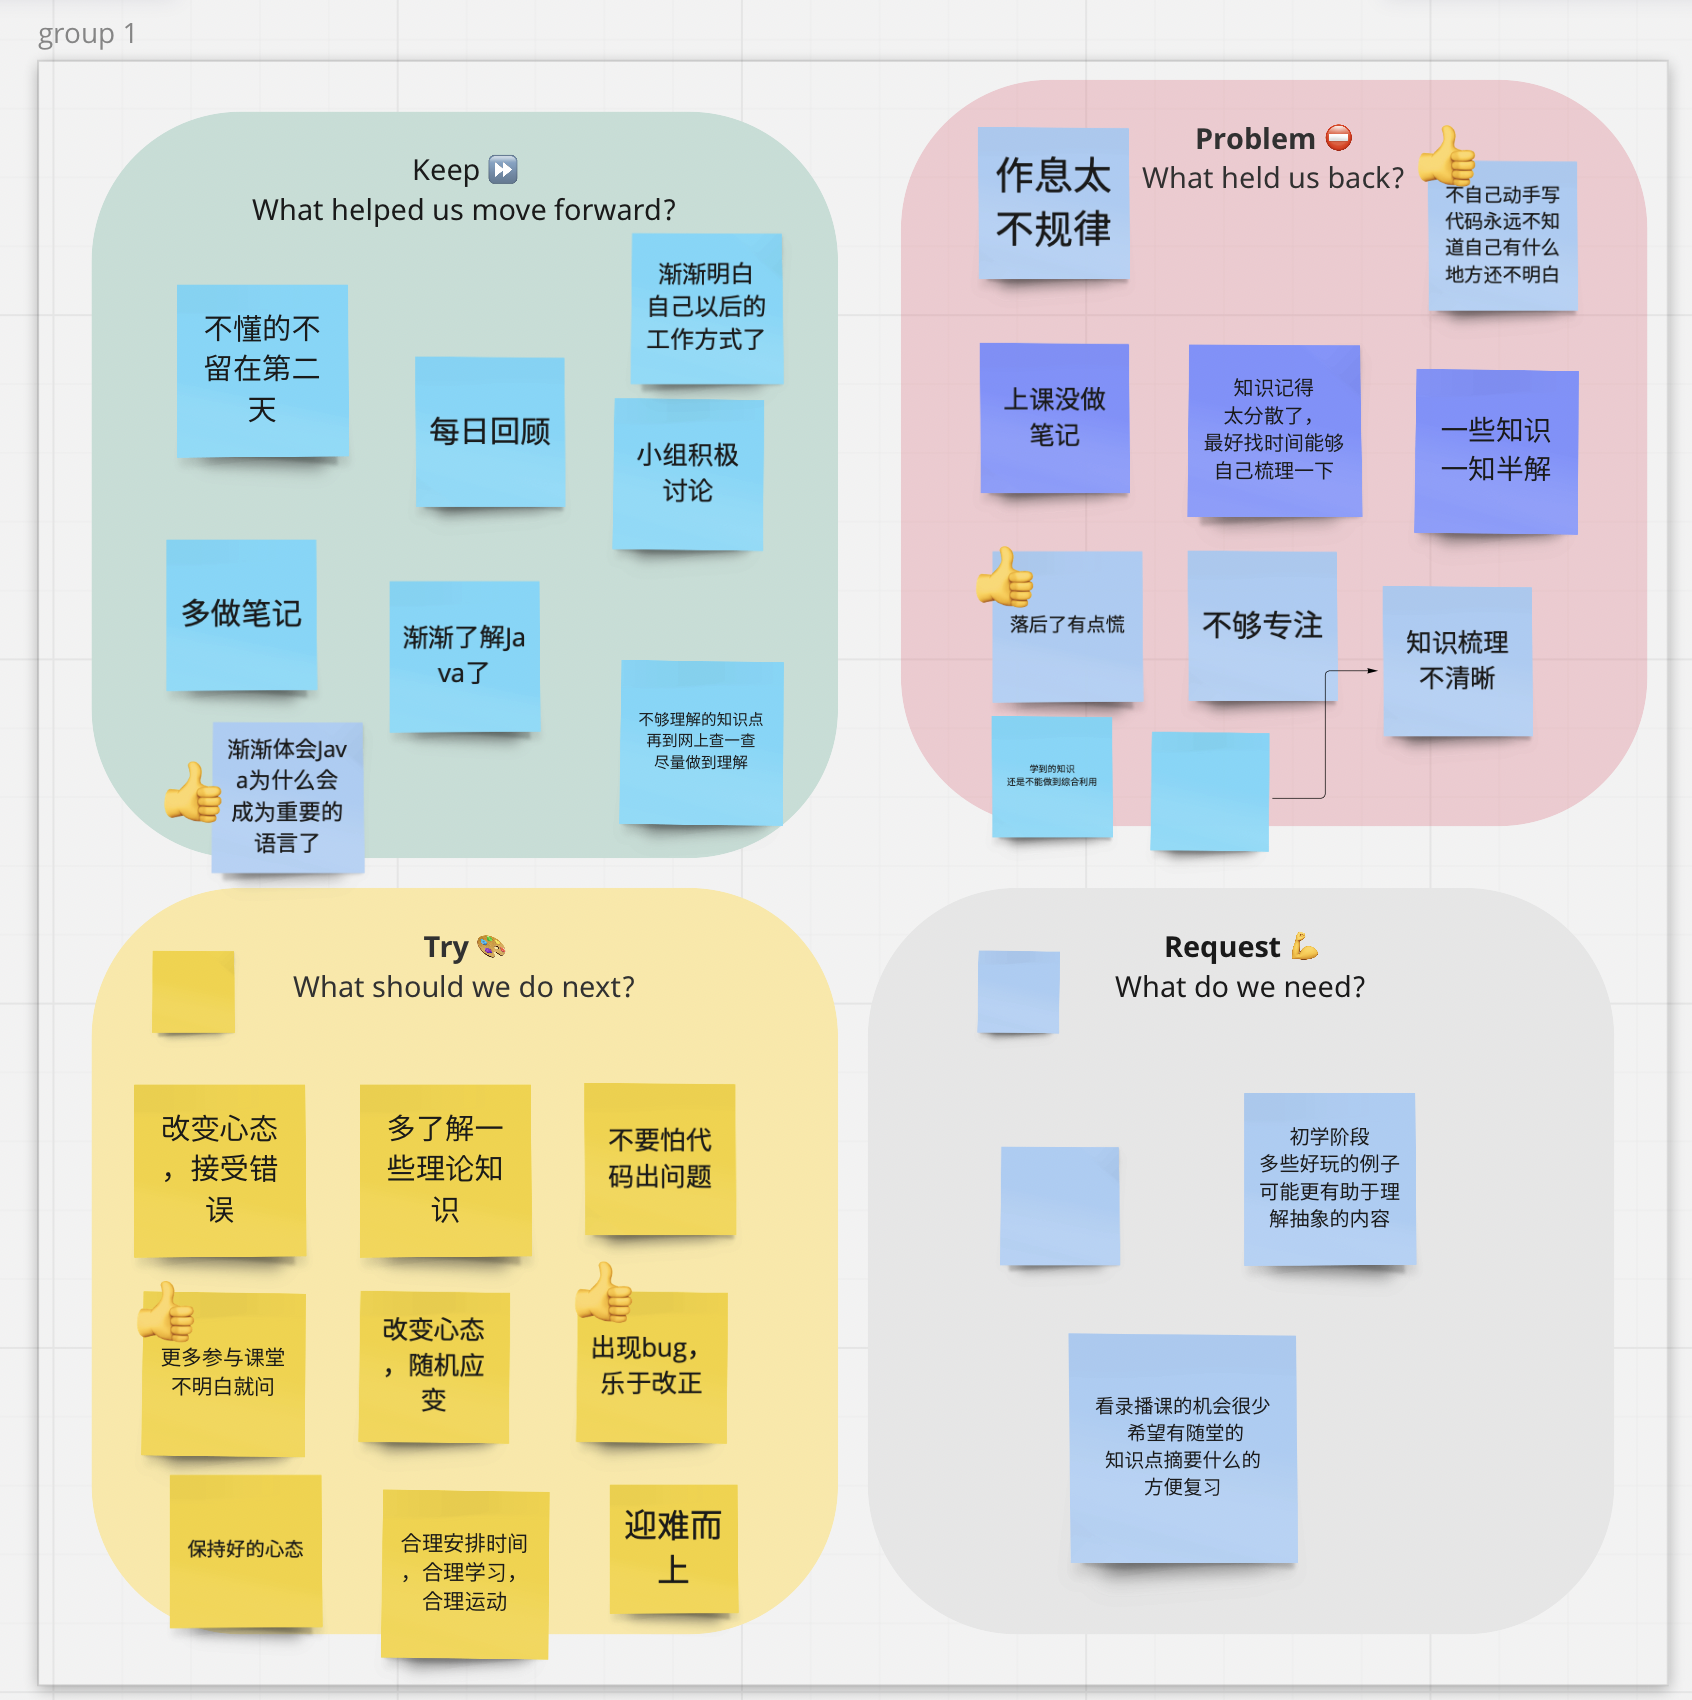 group 1
Keep
What helped us move forward?
渐渐明白
自己以后的
工作方式了
不懂的不
留在第二
天
每日回顾
小组积极
讨论
多做笔记
渐渐了解Ja
va了
不够理解的知识点
再到网上查一查
尽量做到理解
渐渐体会Jav
a为什么会
成为重要的
语言了
Problem
What held us back?
作息太
不规律
不自己动手写
代码永远不知
道自己有什么
地方还不明白
上课没做
笔记
知识记得
太分散了，
最好找时间能够
自己梳理一下
一些知识
一知半解
落后了有点慌
不够专注
知识梳理
不清晰
学到的知识
还是不能做到综合利用
Try
What should we do next?
改变心态
，接受错
误
多了解一
些理论知
识
不要怕代
码出问题
更多参与课堂
不明白就问
改变心态
，随机应
变
出现bug，
乐于改正
保持好的心态
合理安排时间
，合理学习，
合理运动
迎难而
上
Request
What do we need?
初学阶段
多些好玩的例子
可能更有助于理
解抽象的内容
看录播课的机会很少
希望有随堂的
知识点摘要什么的
方便复习